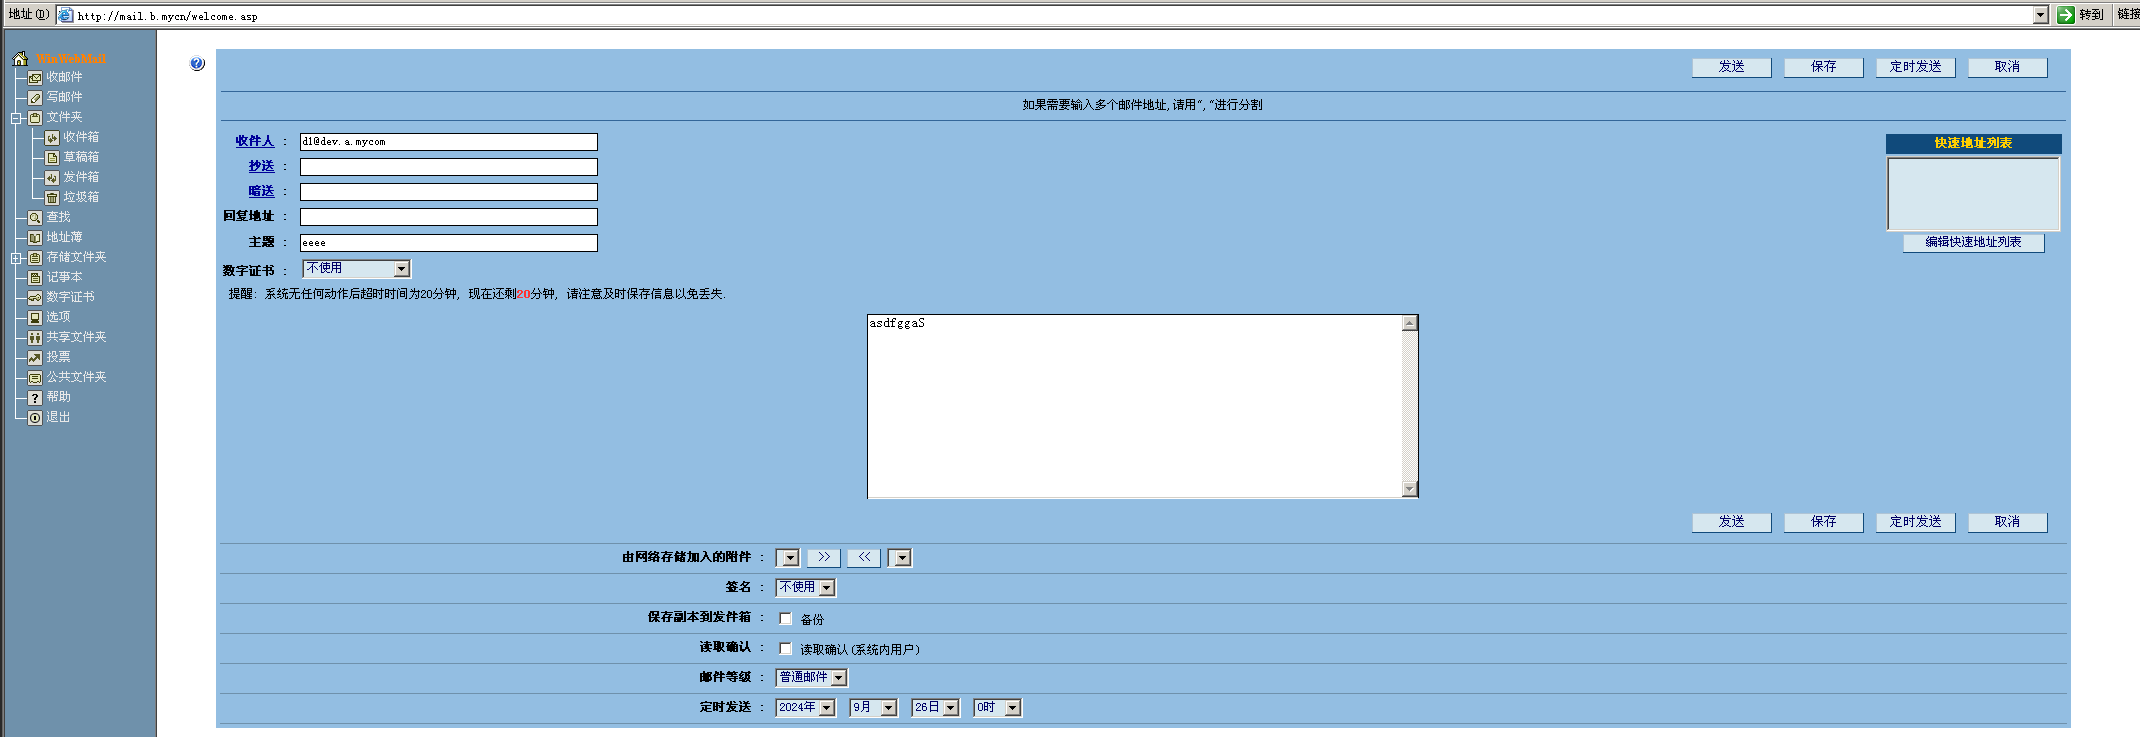 地址(D) http://mail.b.mycn/welcome.asp 转到 链接
WinWebMail
收邮件
写邮件
文件夹
收件箱
草稿箱
发件箱
垃圾箱
查找
地址薄
存储文件夹
记事本
数字证书
选项
共享文件夹
投票
公共文件夹
帮助
退出
发送 保存 定时发送 取消
如果需要输入多个邮件地址,请用","进行分割
收件人 : d1@dev.a.mycom
抄送 :
暗送 :
回复地址 :
主题 : eeee
数字证书 : 不使用
快速地址列表
编辑快速地址列表
提醒: 系统无任何动作后超时时间为20分钟, 现在还剩20分钟, 请注意及时保存信息以免丢失.
asdfggaS
发送 保存 定时发送 取消
由网络存储加入的附件 : >> <<
签名 : 不使用
保存副本到发件箱 : 备份
读取确认 : 读取确认(系统内用户)
邮件等级 : 普通邮件
定时发送 : 2024年 9月 26日 0时